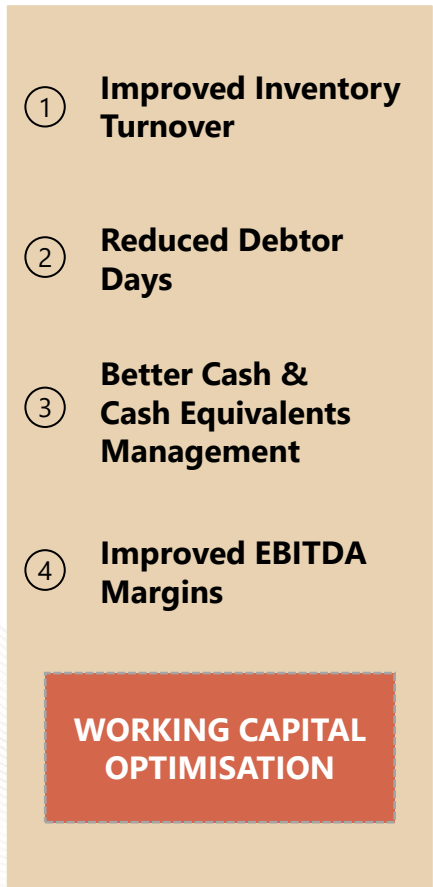 1 Improved Inventory
Turnover
2 Reduced Debtor
Days
3 Better Cash &
Cash Equivalents
Management
4 Improved EBITDA
Margins
WORKING CAPITAL
OPTIMISATION